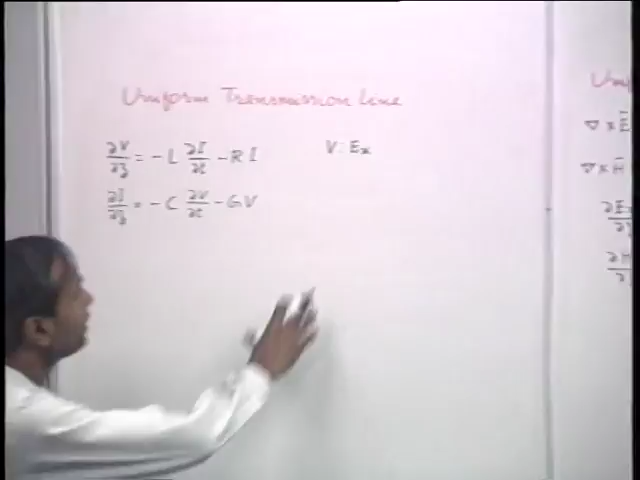 Uniform Transmission Line
∂V/∂z = - L ∂I/∂t - R I
V : Ex
∂I/∂z = - C ∂V/∂t - G V
∇ x E̅
∇ x H̅